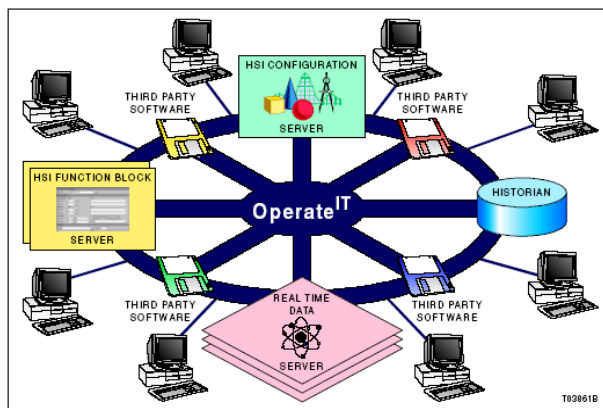 HSI CONFIGURATION
SERVER
THIRD PARTY
SOFTWARE
THIRD PARTY
SOFTWARE
HSI FUNCTION BLOCK
SERVER
OperateIT
HISTORIAN
THIRD PARTY
SOFTWARE
REAL TIME
DATA
SERVER
THIRD PARTY
SOFTWARE
T03861B